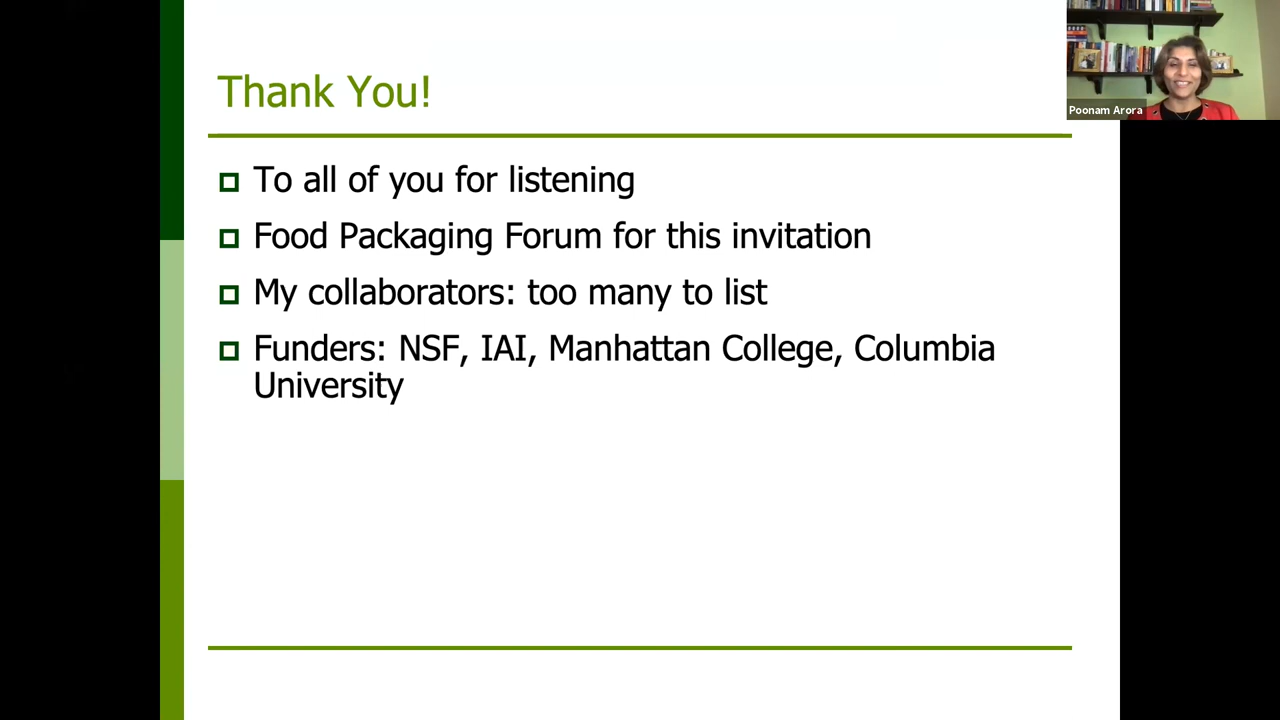 Thank You!
To all of you for listening
Food Packaging Forum for this invitation
My collaborators: too many to list
Funders: NSF, IAI, Manhattan College, Columbia
University
Poonam Arora